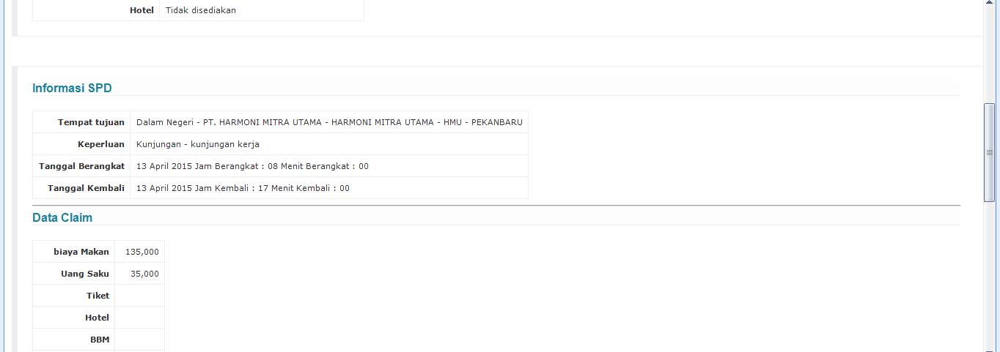 Hotel Tidak disediakan
Informasi SPD
Tempat tujuan Dalam Negeri - PT. HARMONI MITRA UTAMA - HARMONI MITRA UTAMA - HMU - PEKANBARU
Keperluan Kunjungan - kunjungan kerja
Tanggal Berangkat 13 April 2015 Jam Berangkat : 08 Menit Berangkat : 00
Tanggal Kembali 13 April 2015 Jam Kembali : 17 Menit Kembali : 00
Data Claim
biaya Makan 135,000
Uang Saku 35,000
Tiket
Hotel
BBM